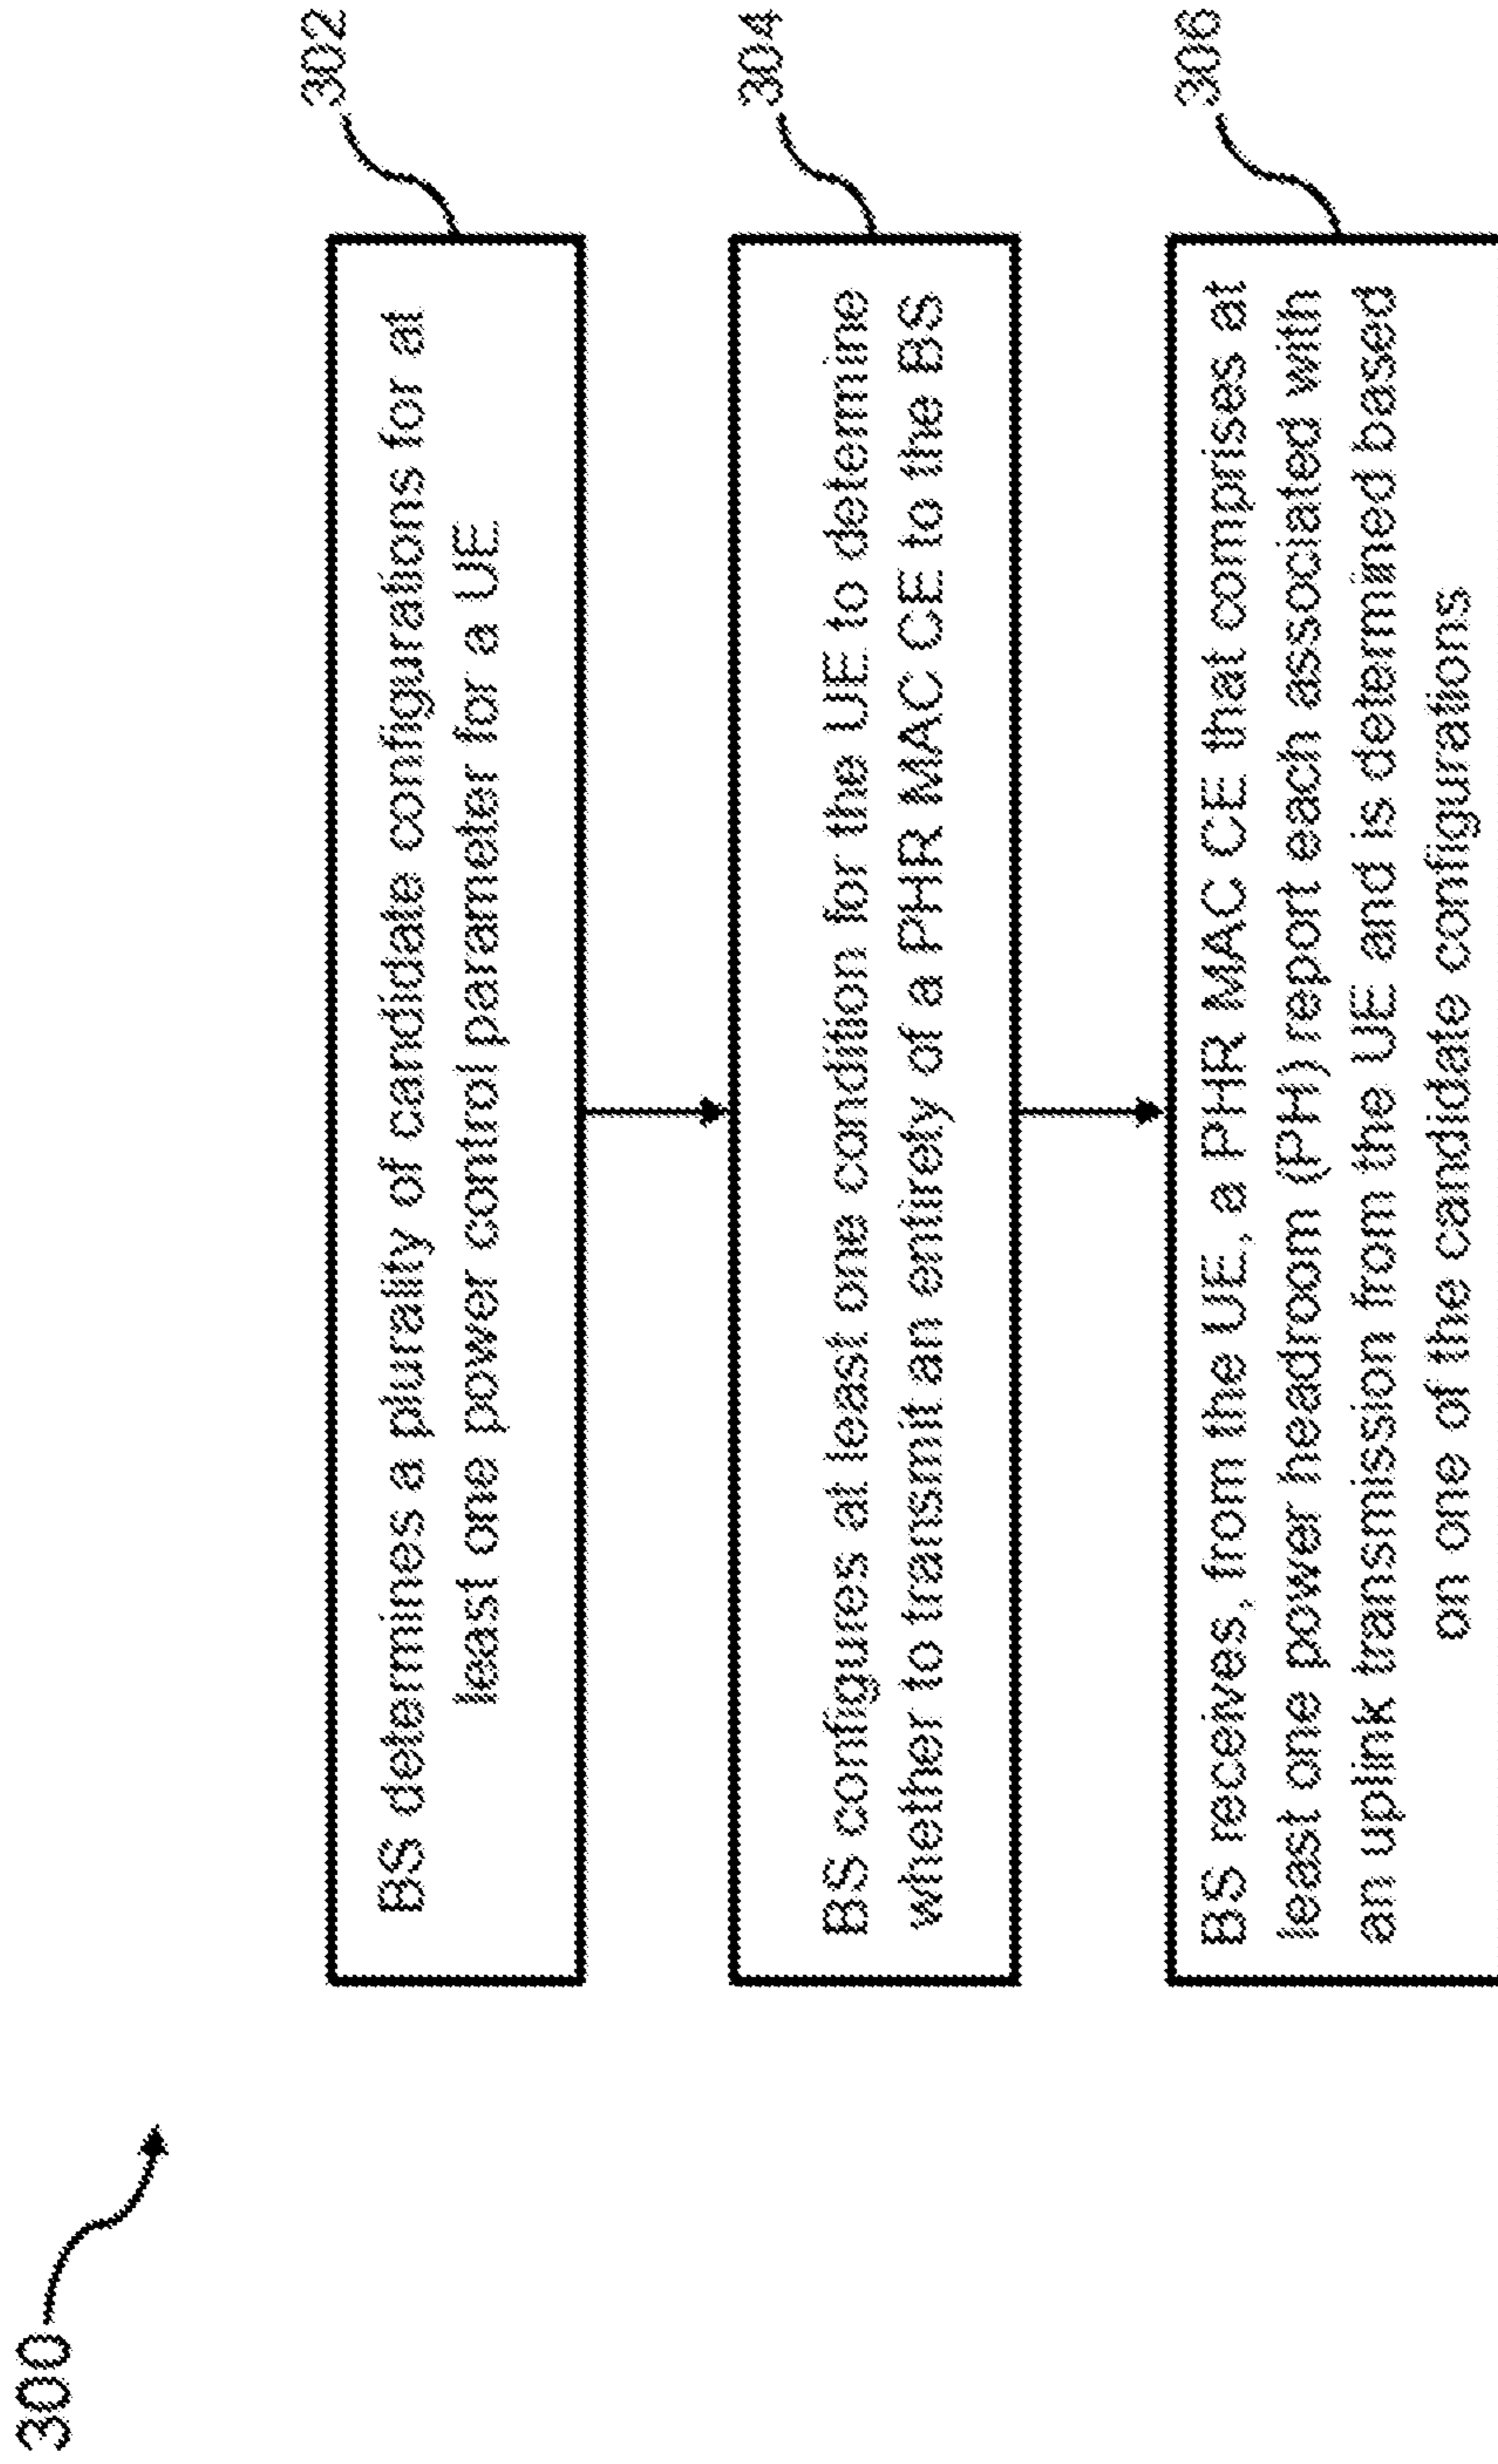 300
BS determines a plurality of candidate configurations for at
least one power control parameter for a UE
302
BS configures at least one condition for the UE to determine
whether to transmit an entirely of a PHR MAC CE to the BS
304
BS receives, from the UE, a PHR MAC CE that comprises at
least one power headroom (PH) report each associated with
an uplink transmission from the UE and is determined based
on one of the candidate configurations
306